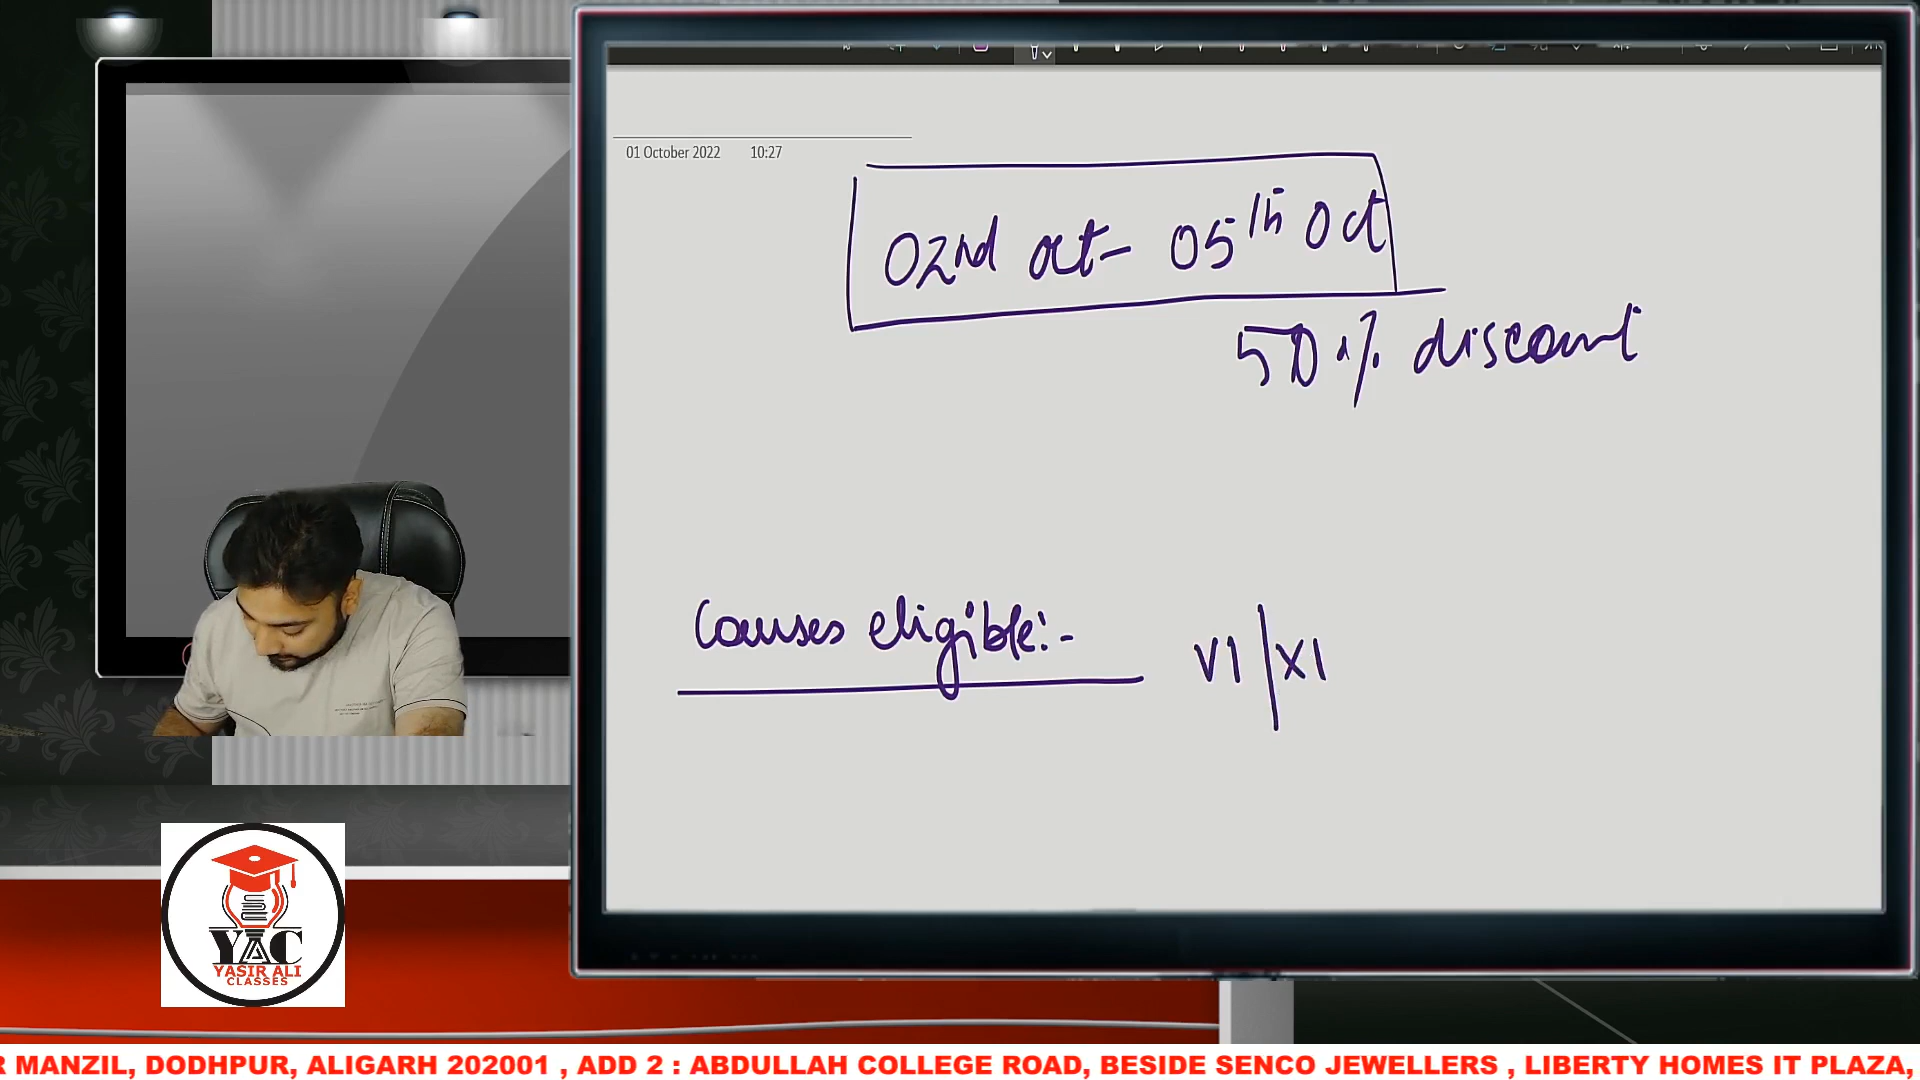 01 October 2022 10:27
02nd oct - 05th Oct
50% discount
Courses eligible:-
VI | XI
YAC
YASIR ALI
CLASSES
R MANZIL, DODHPUR, ALIGARH 202001 , ADD 2 : ABDULLAH COLLEGE ROAD, BESIDE SENCO JEWELLERS , LIBERTY HOMES IT PLAZA,